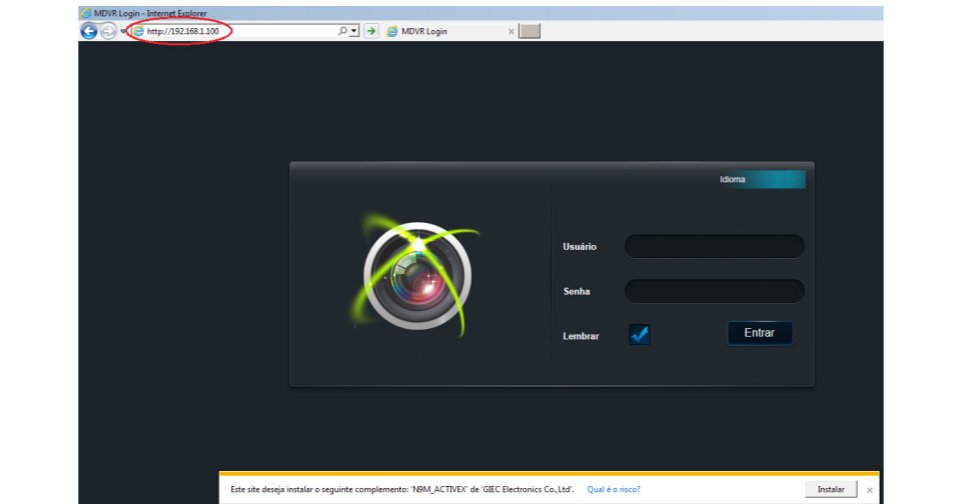 MDVR Login - Internet Explorer
http://192.168.1.100
MDVR Login
Idioma
Usuário
Senha
Lembrar
Entrar
Este site deseja instalar o seguinte complemento: 'N9M_ACTIVEX' de 'GIEC Electronics Co.,Ltd'. Qual é o risco?
Instalar